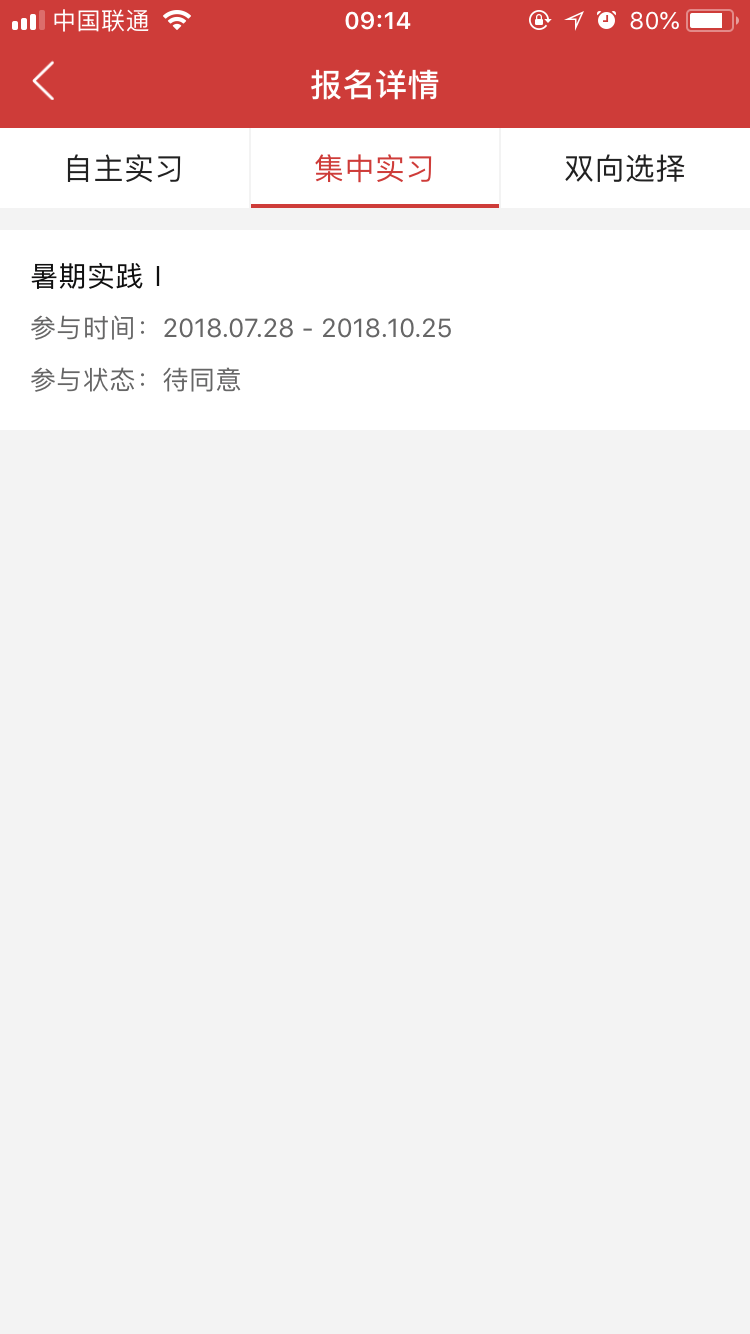 中国联通 09:14 80%
报名详情
自主实习 集中实习 双向选择
暑期实践 I
参与时间：2018.07.28 - 2018.10.25
参与状态：待同意